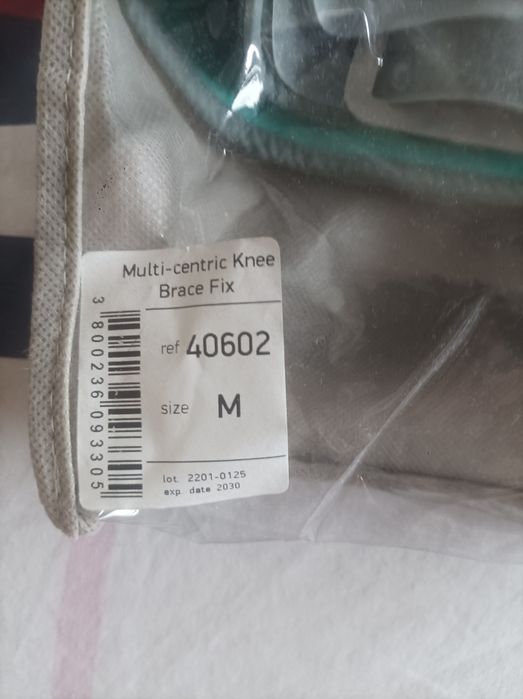 Multi-centric Knee
Brace Fix
ref 40602
size M
lot 2201-0125
exp. date 2030
3 800236 093305